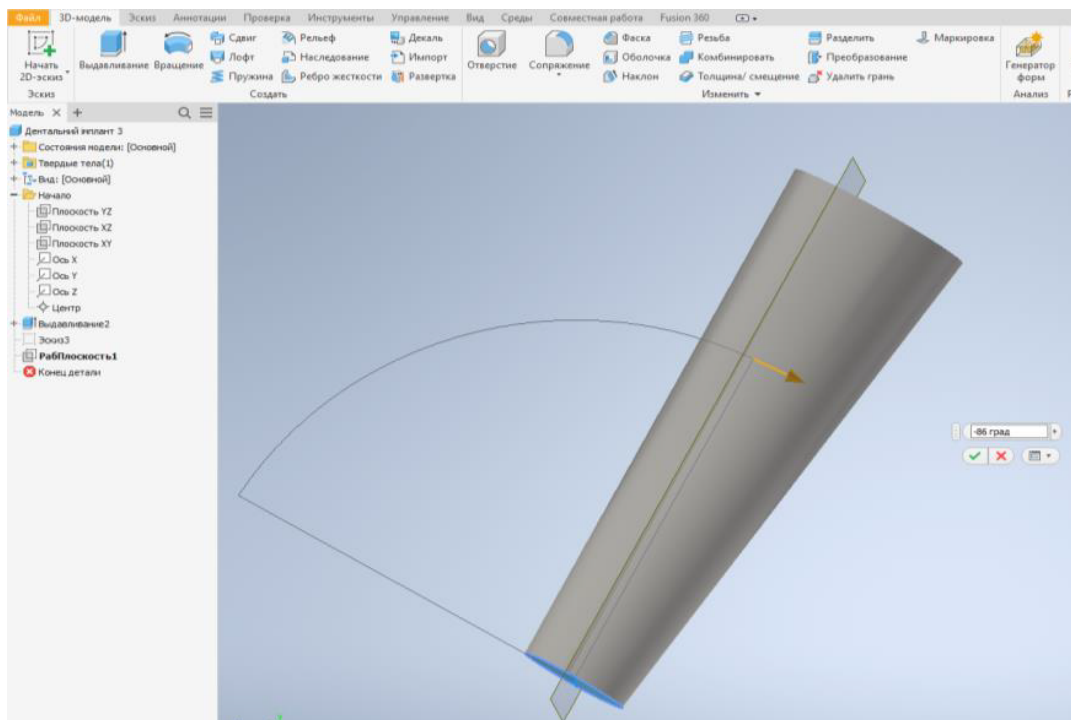 Файл 3D-модель Эскиз Аннотации Проверка Инструменты Управление Вид Среды Совместная работа Fusion 360
Начать 2D-эскиз
Эскиз
Выдавливание
Вращение
Сдвиг
Лофт
Пружина
Рельеф
Наследование
Ребро жесткости
Декаль
Импорт
Развертка
Создать
Отверстие
Сопряжение
Фаска
Оболочка
Наклон
Резьба
Комбинировать
Толщина/ смещение
Разделить
Преобразование
Удалить грань
Маркировка
Изменить
Генератор форм
Анализ
Модель
Дентальний имплант 3
Состояния модели: [Основной]
Твердые тела(1)
Вид: [Основной]
Начало
Плоскость YZ
Плоскость XZ
Плоскость XY
Ось X
Ось Y
Ось Z
Центр
Выдавливание2
Эскиз3
РабПлоскость1
Конец детали
-86 град